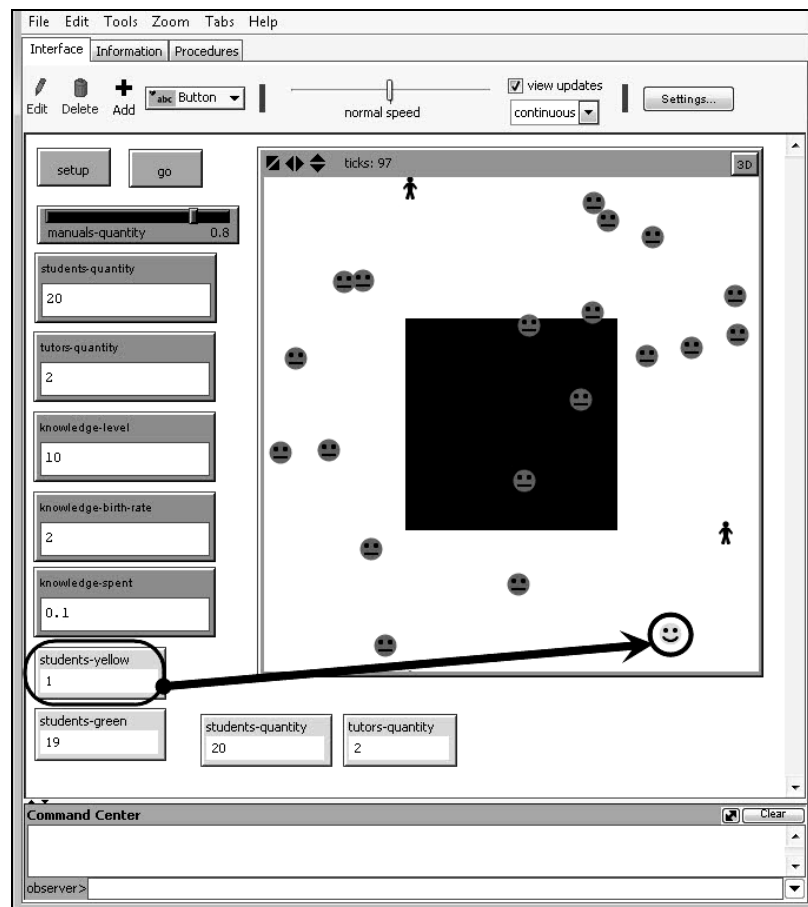 File Edit Tools Zoom Tabs Help
Interface Information Procedures
Edit Delete Add abc Button normal speed view updates continuous Settings...
setup go ticks: 97 3D
manuals-quantity 0.8
students-quantity
20
tutors-quantity
2
knowledge-level
10
knowledge-birth-rate
2
knowledge-spent
0.1
students-yellow
1
students-green
19
students-quantity
20
tutors-quantity
2
Command Center Clear
observer>